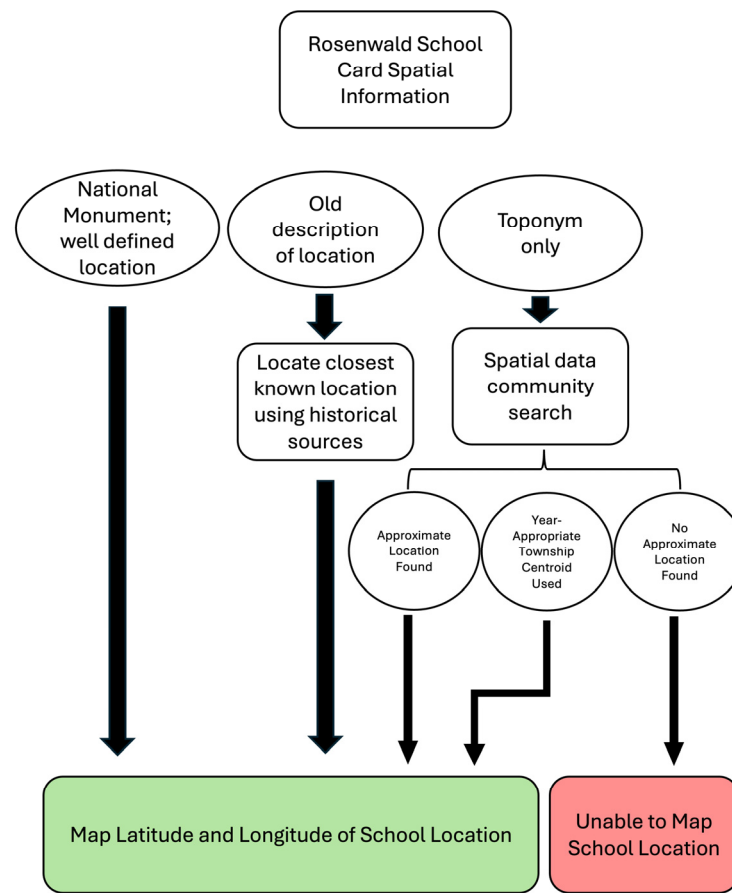 Rosenwald School
Card Spatial
Information
National
Monument;
well defined
location
Old
description
of location
Toponym
only
Locate closest
known location
using historical
sources
Spatial data
community
search
Approximate
Location
Found
Year-
Appropriate
Township
Centroid
Used
No
Approximate
Location
Found
Map Latitude and Longitude of School Location
Unable to Map
School Location